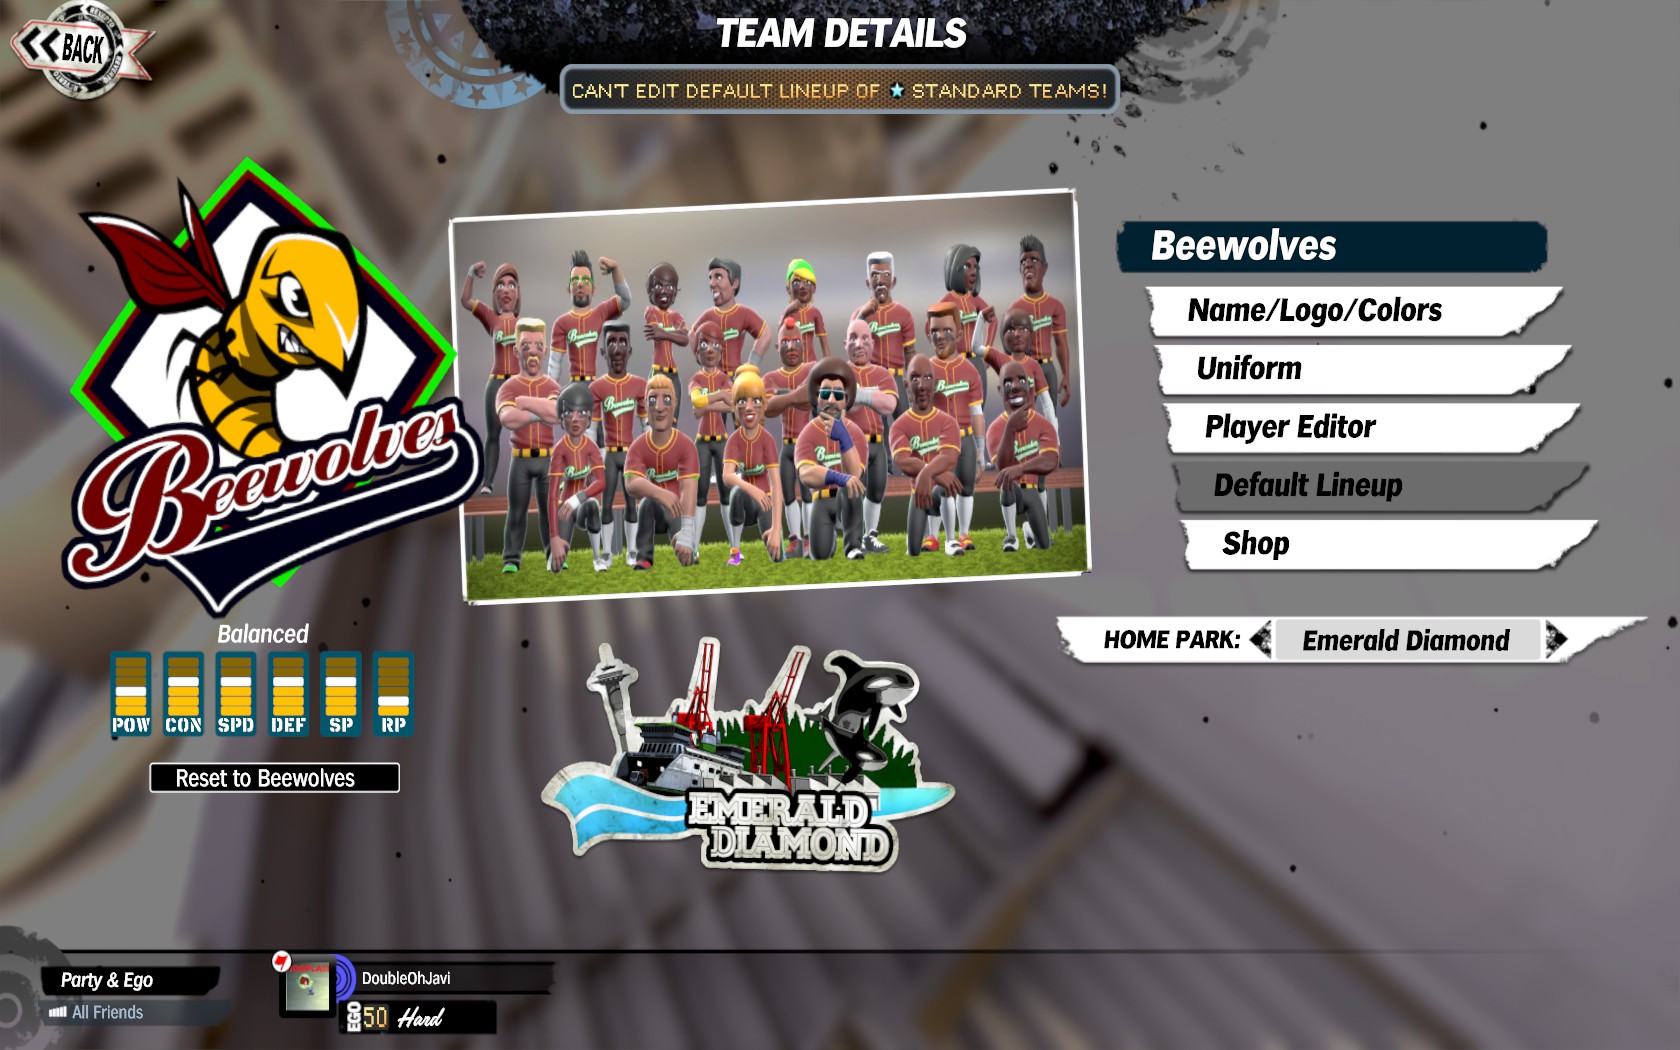 BACK
TEAM DETAILS
CAN'T EDIT DEFAULT LINEUP OF STANDARD TEAMS!
Beewolves
Beewolves
Name/Logo/Colors
Uniform
Player Editor
Default Lineup
Shop
HOME PARK: Emerald Diamond
Balanced
POW CON SPD DEF SP RP
Reset to Beewolves
EMERALD
DIAMOND
Party & Ego
All Friends
DoubleOhJavi
EGO 50 Hard